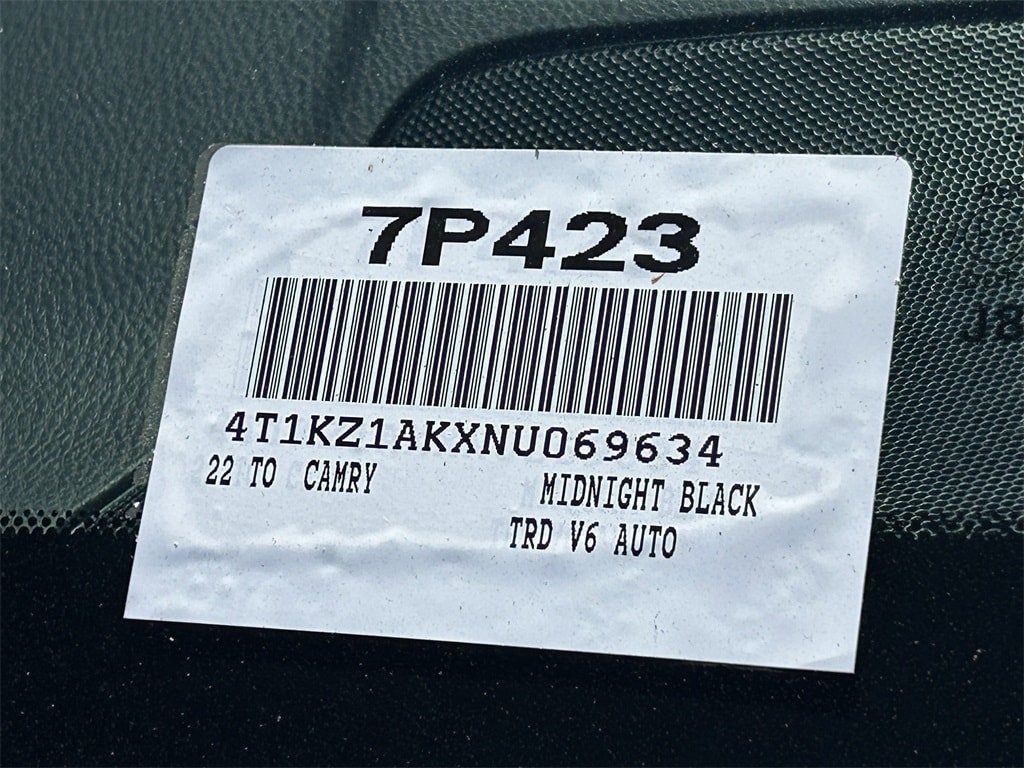 7P423
4T1KZ1AKXNU069634
22 TO CAMRY MIDNIGHT BLACK
TRD V6 AUTO